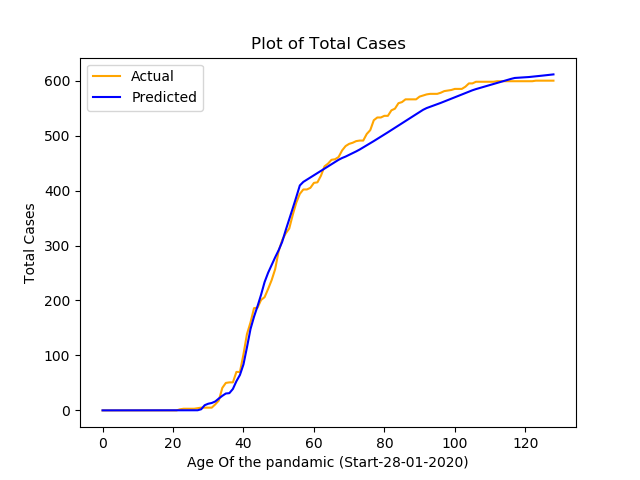 Plot of Total Cases
Actual
Predicted
600
500
400
300
200
100
0
Total Cases
0 20 40 60 80 100 120
Age Of the pandamic (Start-28-01-2020)